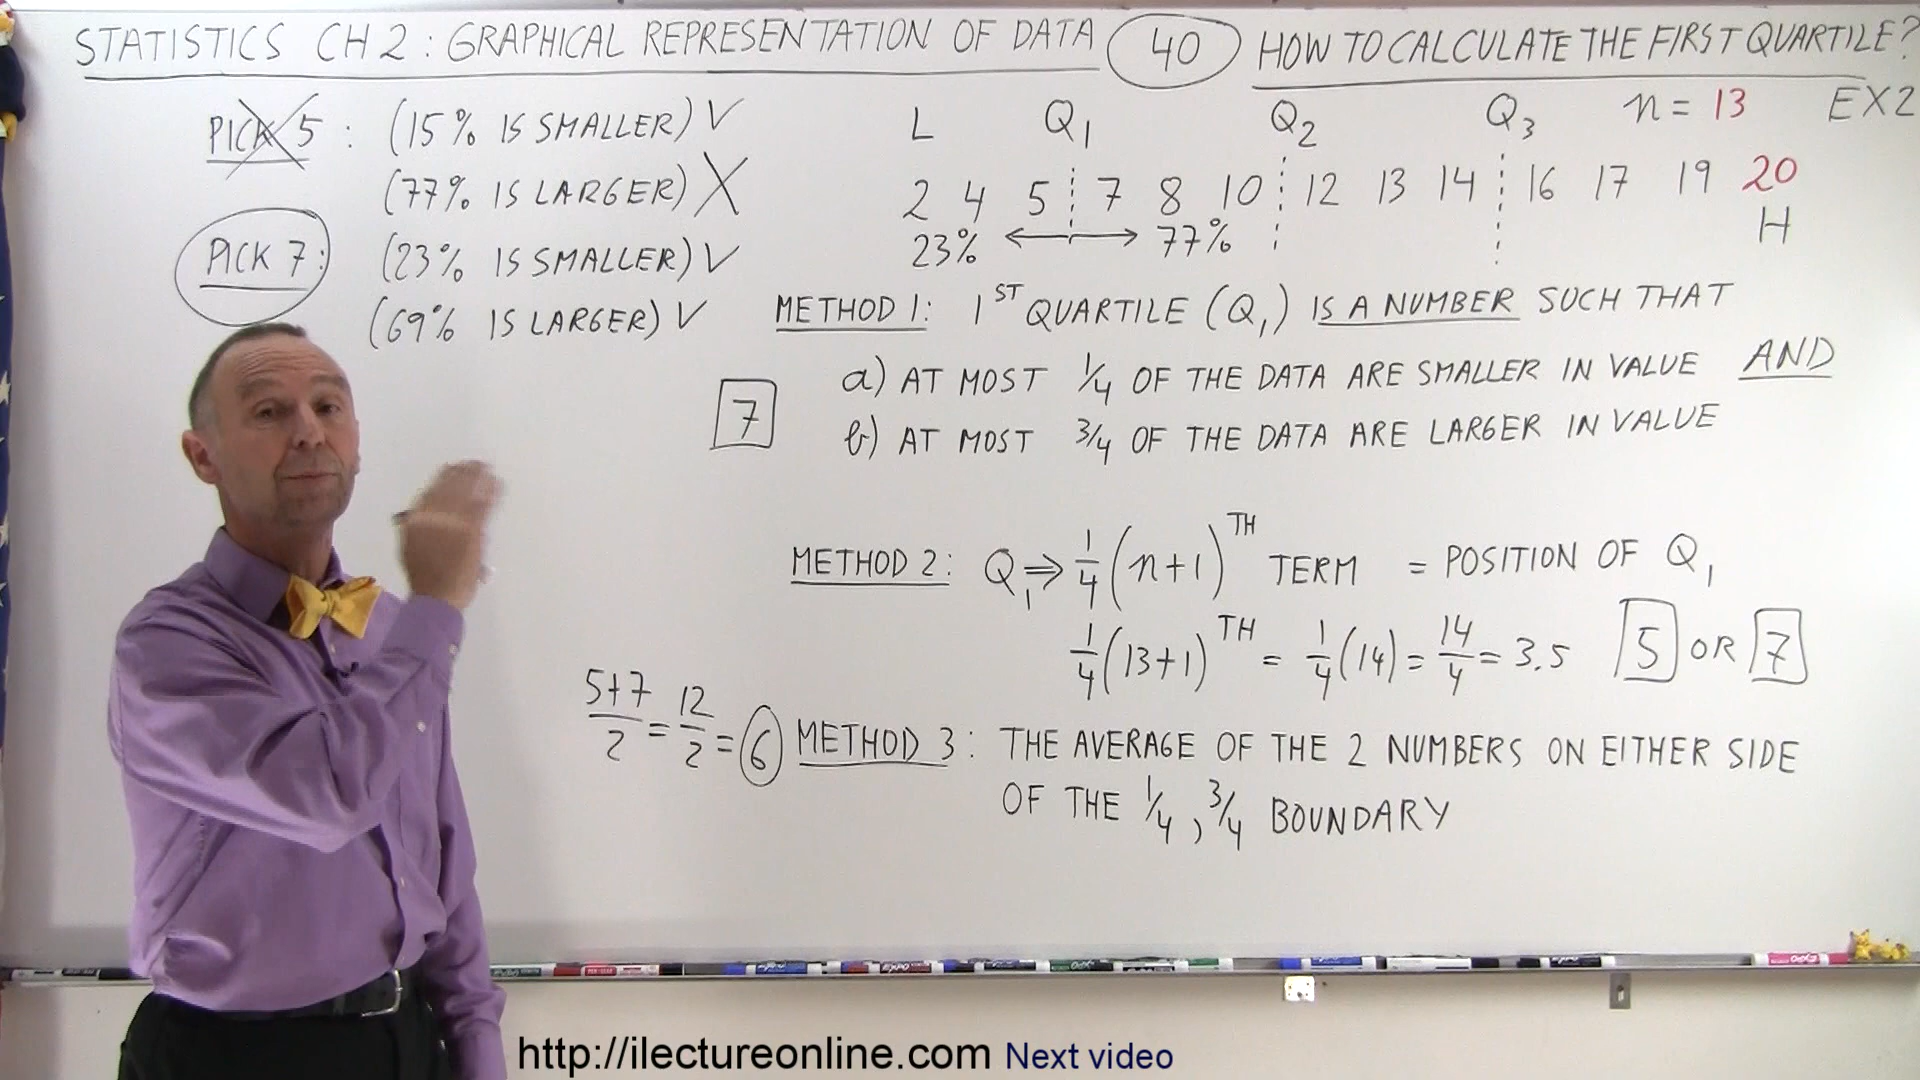 STATISTICS CH 2 : GRAPHICAL REPRESENTATION OF DATA 40 HOW TO CALCULATE THE FIRST QUARTILE?
PICK 5 : (15% IS SMALLER) V
(77% IS LARGER) X
PICK 7 : (23% IS SMALLER) V
(69% IS LARGER) V
L Q1 Q2 Q3 n = 13 EX 2
2 4 5 7 8 10 12 13 14 16 17 19 20
23% ← → 77% H
METHOD 1: 1ST QUARTILE (Q1) IS A NUMBER SUCH THAT
a) AT MOST 1/4 OF THE DATA ARE SMALLER IN VALUE AND
7 b) AT MOST 3/4 OF THE DATA ARE LARGER IN VALUE
METHOD 2: Q1 ⇒ 1/4 (n+1)TH TERM = POSITION OF Q1
1/4 (13+1)TH = 1/4 (14) = 14/4 = 3.5 5 OR 7
5+7/2 = 12/2 = 6
METHOD 3: THE AVERAGE OF THE 2 NUMBERS ON EITHER SIDE
OF THE 1/4, 3/4 BOUNDARY
http://ilectureonline.com Next video